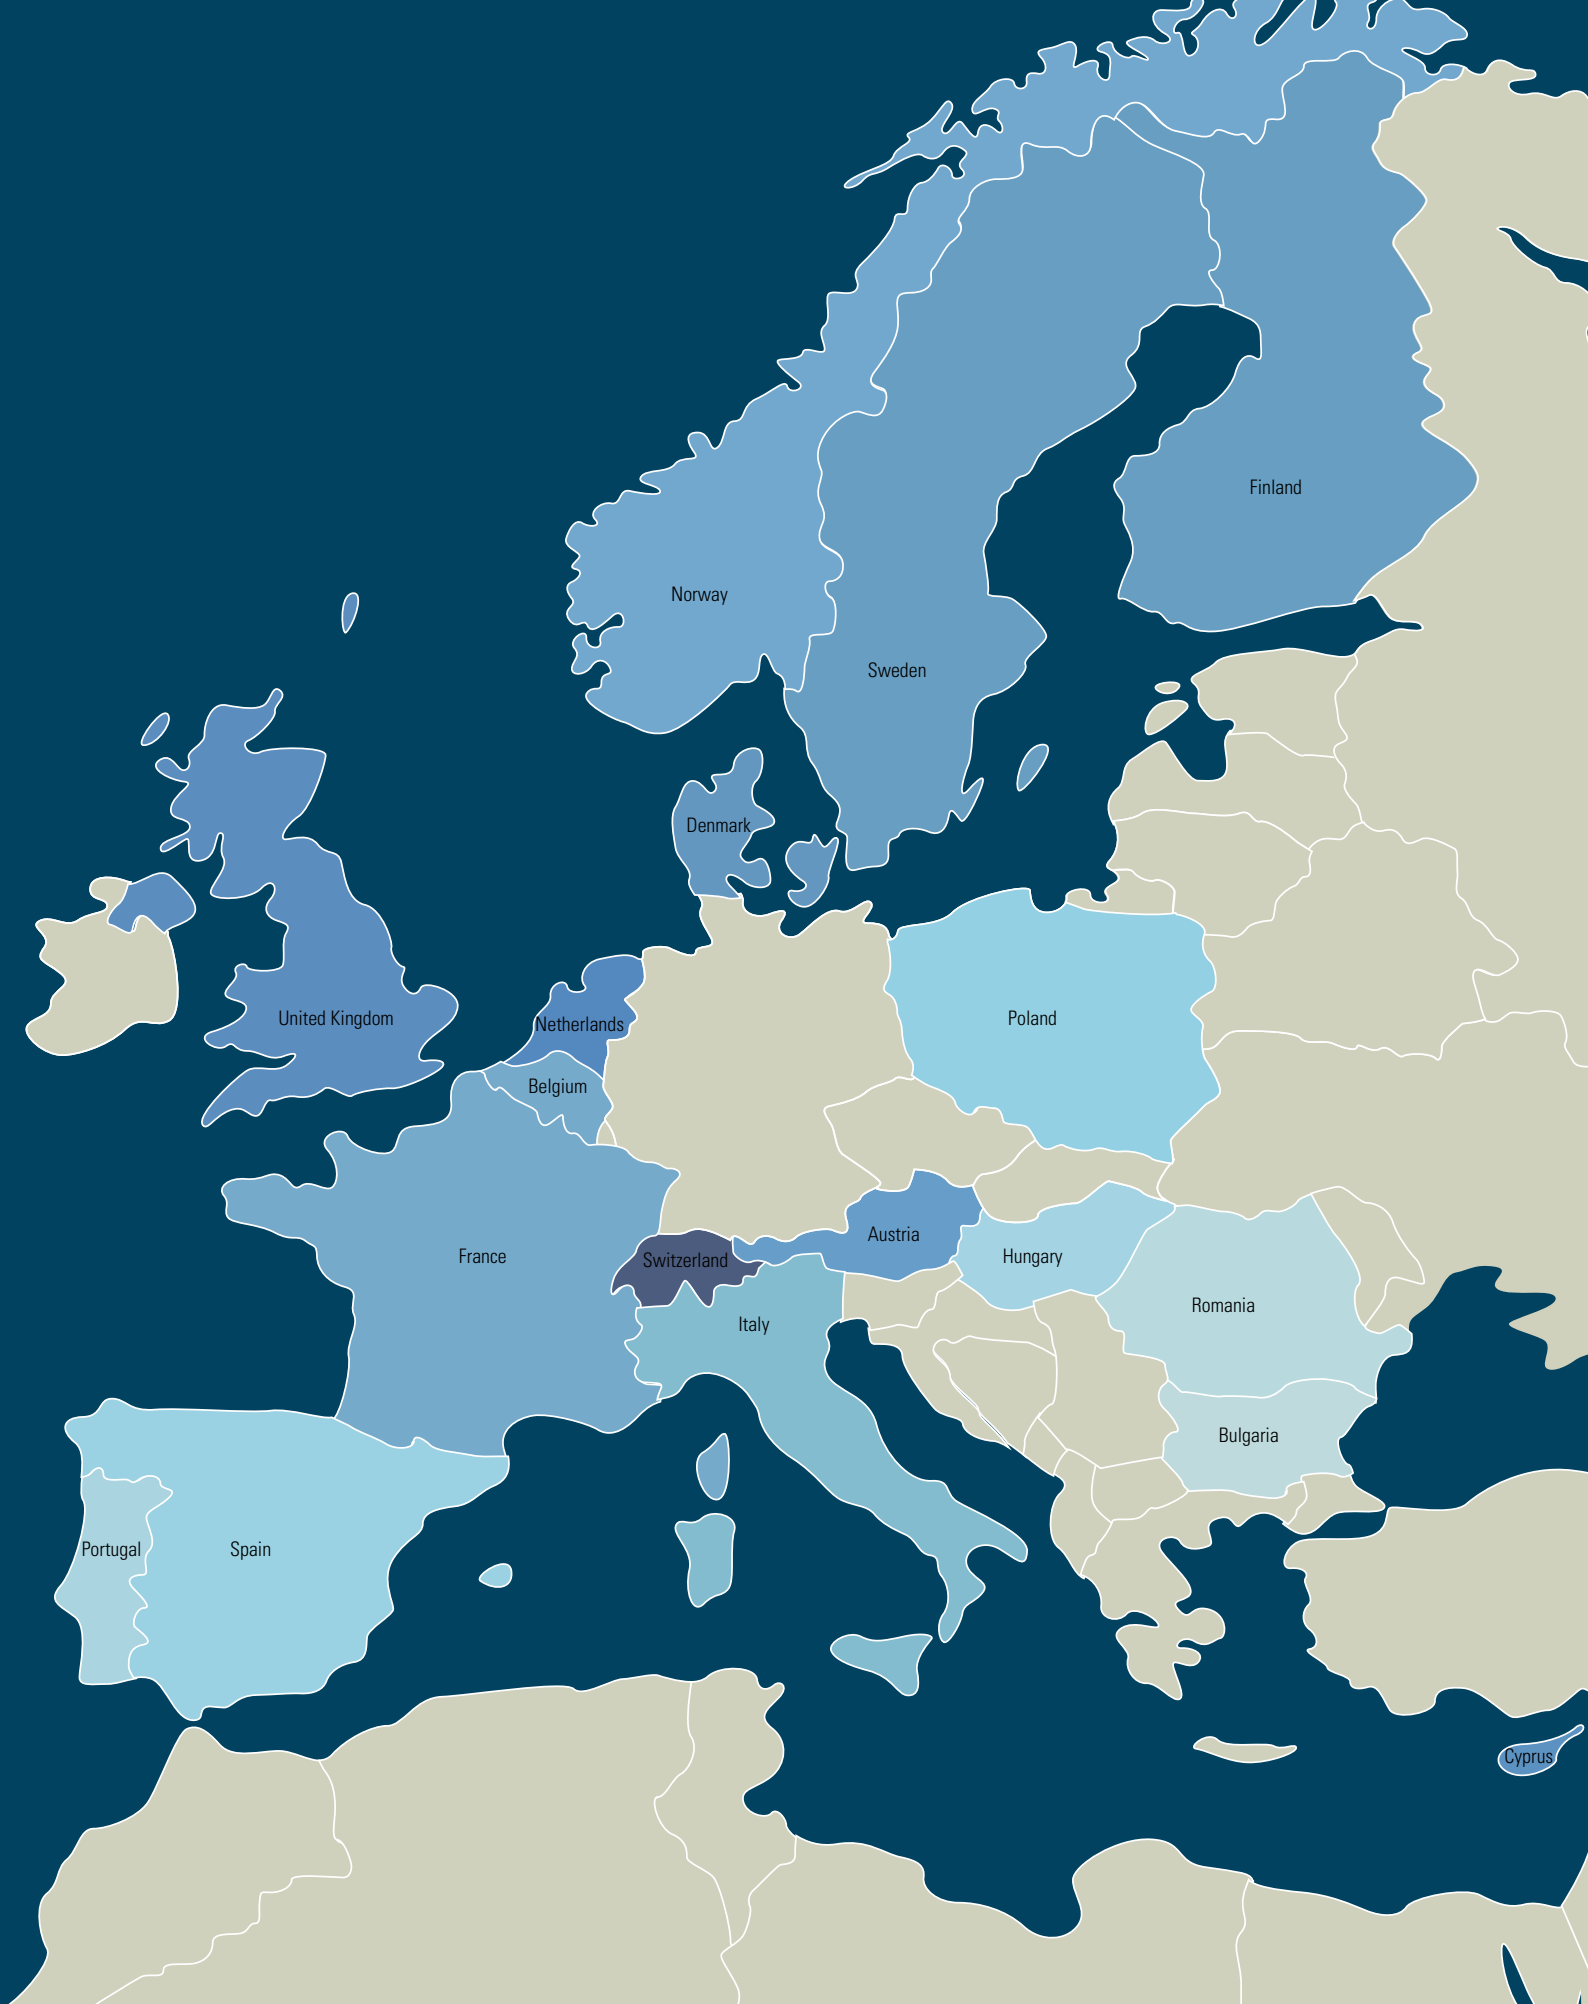 Finland
Norway
Sweden
Denmark
United Kingdom
Netherlands
Poland
Belgium
Austria
France
Switzerland
Hungary
Romania
Italy
Bulgaria
Portugal
Spain
Cyprus